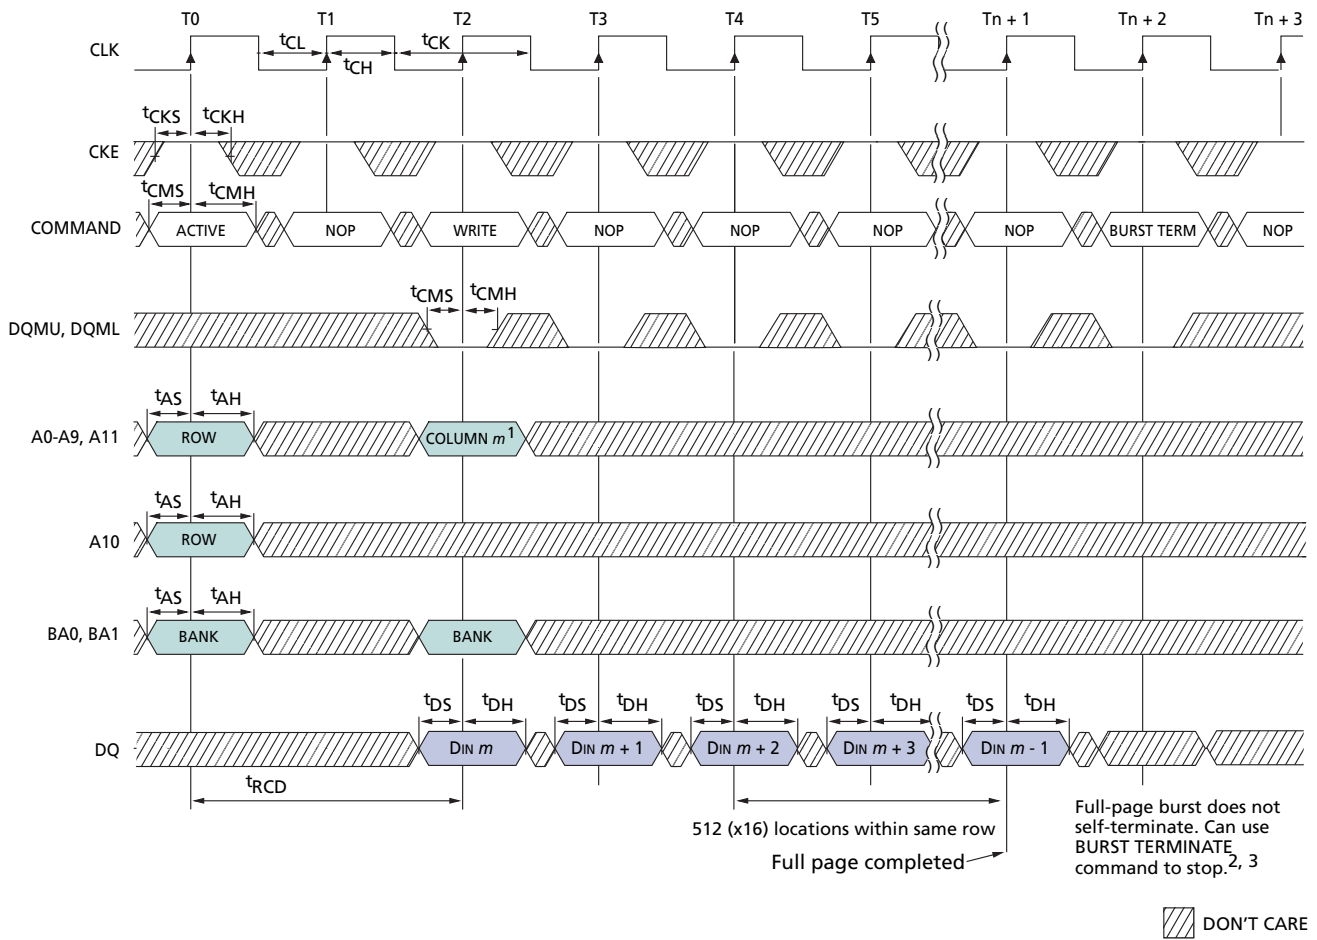 T0 T1 T2 T3 T4 T5 Tn + 1 Tn + 2 Tn + 3
CLK
tCL
tCH
tCK
tCKS tCKH
CKE
tCMS tCMH
COMMAND
ACTIVE NOP WRITE NOP NOP NOP NOP BURST TERM NOP
tCMS tCMH
DQMU, DQML
tAS tAH
A0-A9, A11
ROW COLUMN m1
tAS tAH
A10
ROW
tAS tAH
BA0, BA1
BANK BANK
tDS tDH tDS tDH tDS tDH tDS tDH tDS tDH
DQ
DIN m DIN m + 1 DIN m + 2 DIN m + 3 DIN m - 1
tRCD
512 (x16) locations within same row
Full page completed
Full-page burst does not
self-terminate. Can use
BURST TERMINATE
command to stop.2, 3
DON'T CARE